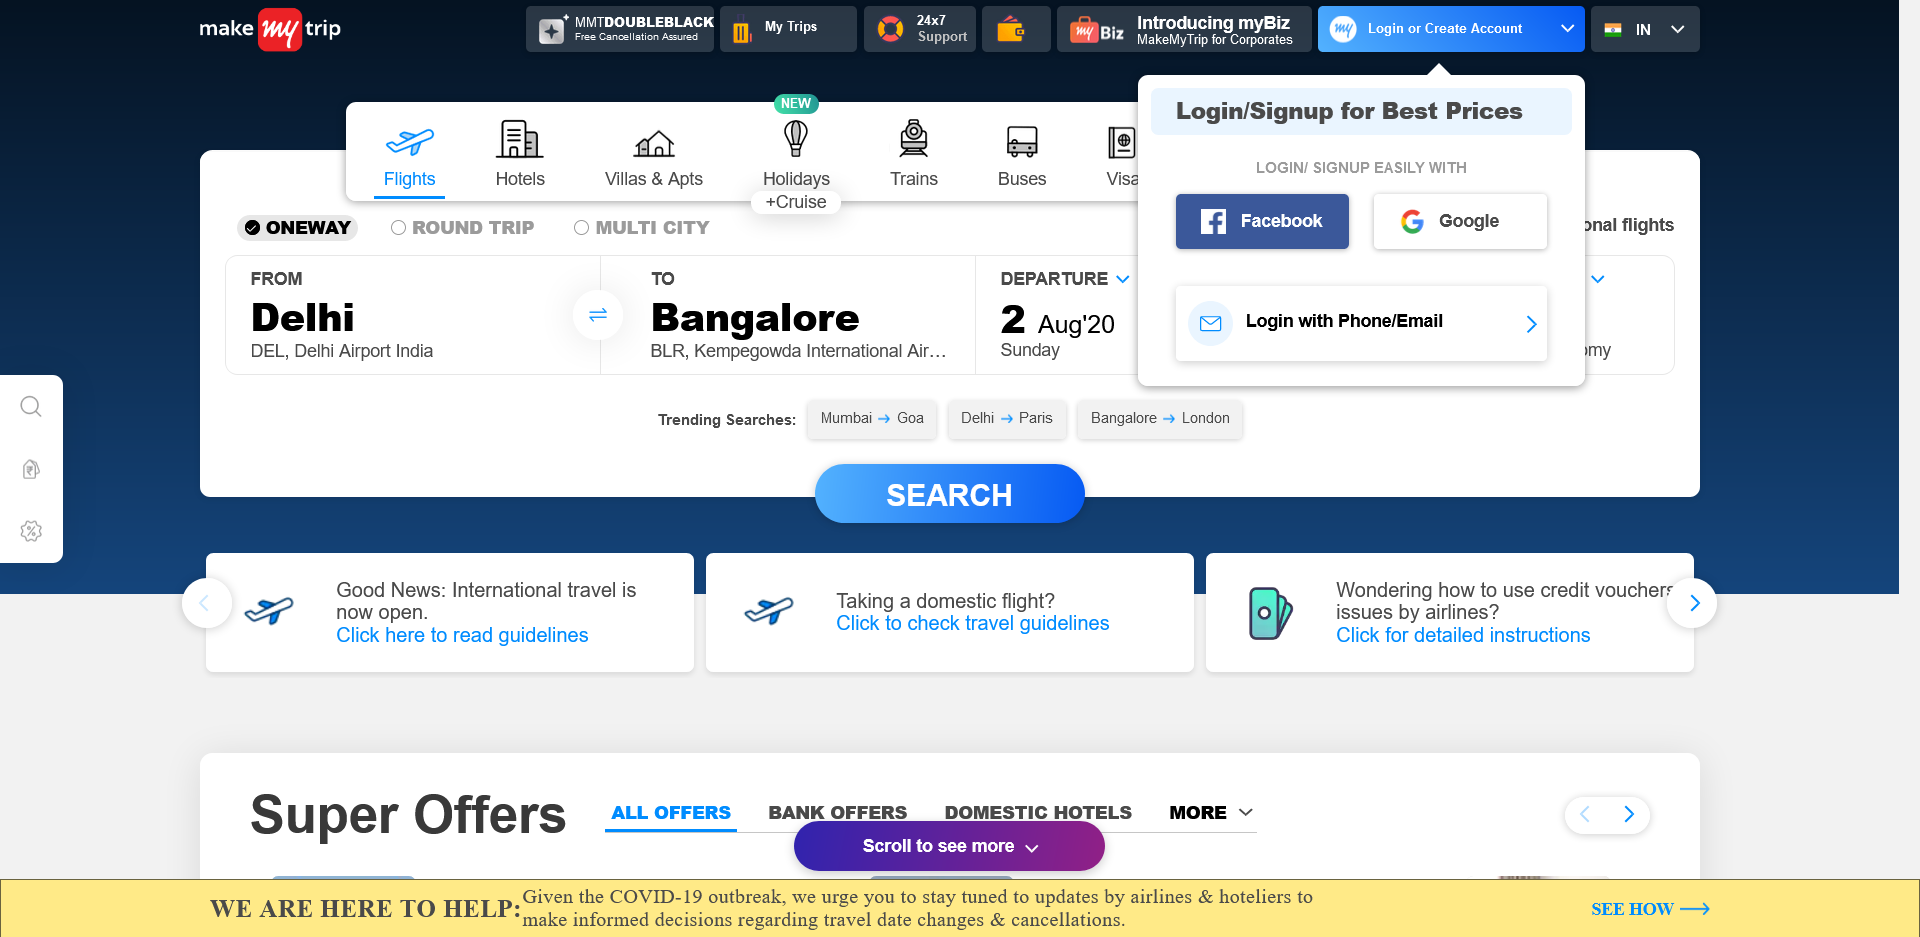 make my trip
MMTDOUBLEBLACK
Free Cancellation Assured
My Trips
24x7
Support
my Biz
Introducing myBiz
MakeMyTrip for Corporates
my
Login or Create Account
IN
Login/Signup for Best Prices
LOGIN/ SIGNUP EASILY WITH
Facebook
Google
Login with Phone/Email
NEW
Flights
Hotels
Villas & Apts
Holidays
+Cruise
Trains
Buses
Visa
ONEWAY
ROUND TRIP
MULTI CITY
onal flights
FROM
Delhi
DEL, Delhi Airport India
TO
Bangalore
BLR, Kempegowda International Air...
DEPARTURE
2 Aug'20
Sunday
omy
Trending Searches:
Mumbai → Goa
Delhi → Paris
Bangalore → London
SEARCH
Good News: International travel is
now open.
Click here to read guidelines
Taking a domestic flight?
Click to check travel guidelines
Wondering how to use credit vouchers
issues by airlines?
Click for detailed instructions
Super Offers
ALL OFFERS
BANK OFFERS
DOMESTIC HOTELS
MORE
Scroll to see more
WE ARE HERE TO HELP:
Given the COVID-19 outbreak, we urge you to stay tuned to updates by airlines & hoteliers to
make informed decisions regarding travel date changes & cancellations.
SEE HOW